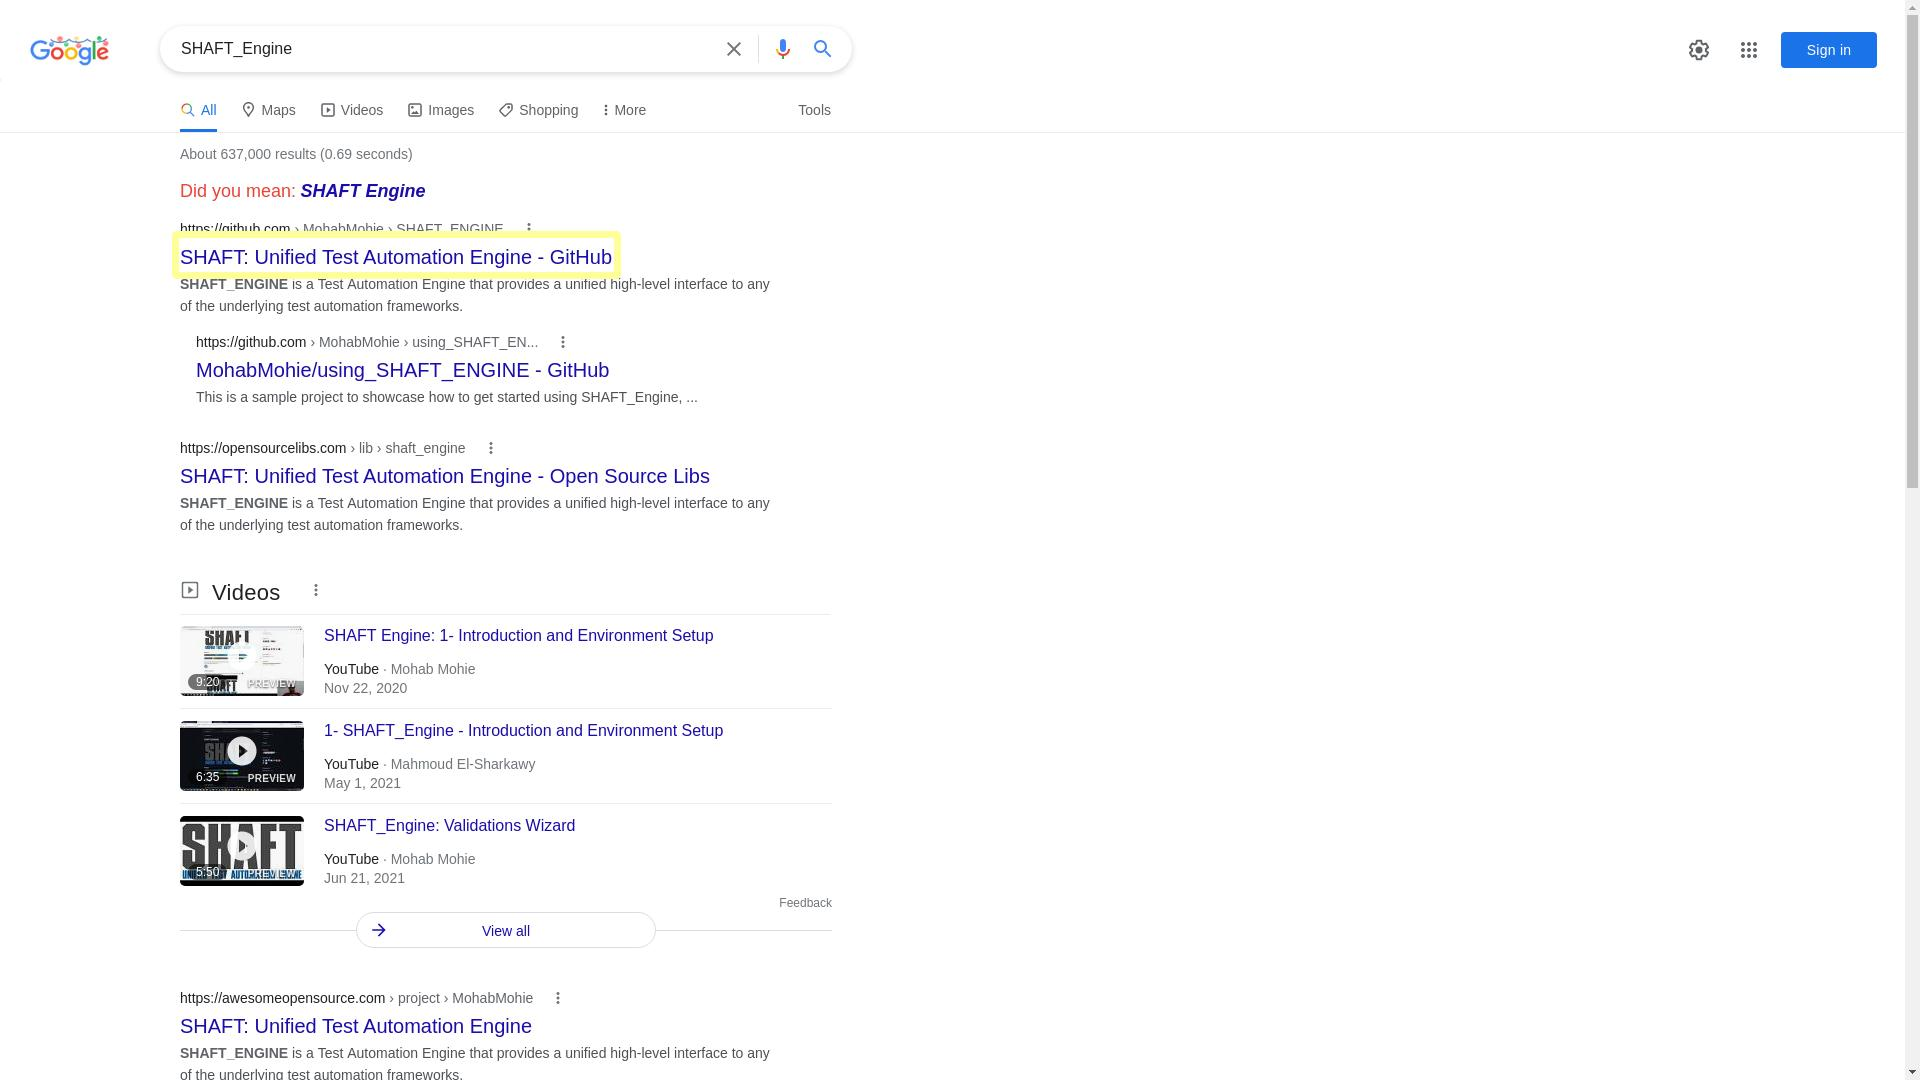 Google
SHAFT_Engine
Sign in
All
Maps
Videos
Images
Shopping
More
Tools
About 637,000 results (0.69 seconds)
Did you mean: SHAFT Engine
https://github.com › MohabMohie › SHAFT_ENGINE
SHAFT: Unified Test Automation Engine - GitHub
SHAFT_ENGINE is a Test Automation Engine that provides a unified high-level interface to any
of the underlying test automation frameworks.
https://github.com › MohabMohie › using_SHAFT_EN...
MohabMohie/using_SHAFT_ENGINE - GitHub
This is a sample project to showcase how to get started using SHAFT_Engine, ...
https://opensourcelibs.com › lib › shaft_engine
SHAFT: Unified Test Automation Engine - Open Source Libs
SHAFT_ENGINE is a Test Automation Engine that provides a unified high-level interface to any
of the underlying test automation frameworks.
Videos
SHAFT
9:20
PREVIEW
SHAFT Engine: 1- Introduction and Environment Setup
YouTube · Mohab Mohie
Nov 22, 2020
6:35
PREVIEW
1- SHAFT_Engine - Introduction and Environment Setup
YouTube · Mahmoud El-Sharkawy
May 1, 2021
SHAFT
5:50
PREVIEW
SHAFT_Engine: Validations Wizard
YouTube · Mohab Mohie
Jun 21, 2021
Feedback
View all
https://awesomeopensource.com › project › MohabMohie
SHAFT: Unified Test Automation Engine
SHAFT_ENGINE is a Test Automation Engine that provides a unified high-level interface to any
of the underlying test automation frameworks.